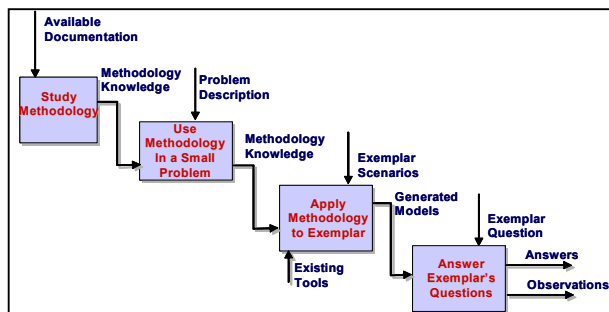 Available
Documentation
Methodology
Knowledge
Problem
Description
Study
Methodology
Use
Methodology
In a Small
Problem
Methodology
Knowledge
Exemplar
Scenarios
Apply
Methodology
to Exemplar
Generated
Models
Existing
Tools
Exemplar
Question
Answer
Exemplar's
Questions
Answers
Observations